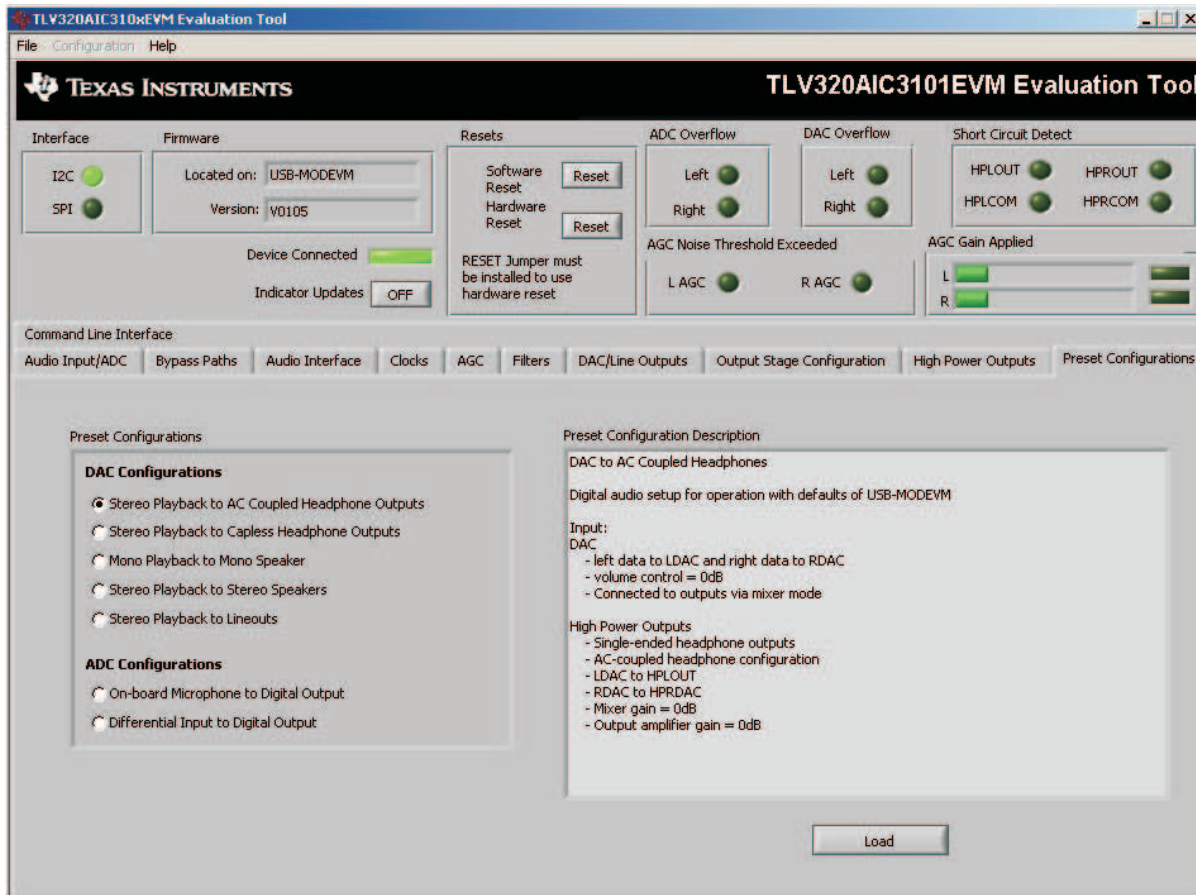 TLV320AIC310xEVM Evaluation Tool
File Configuration Help
TEXAS INSTRUMENTS
TLV320AIC3101EVM Evaluation Tool
Interface
I2C
SPI
Firmware
Located on: USB-MODEVM
Version: V0105
Device Connected
Indicator Updates OFF
Resets
Software
Reset
Reset
Hardware
Reset
Reset
RESET Jumper must
be installed to use
hardware reset
ADC Overflow
Left
Right
DAC Overflow
Left
Right
Short Circuit Detect
HPLOUT HPROUT
HPLCOM HPRCOM
AGC Noise Threshold Exceeded
L AGC R AGC
AGC Gain Applied
L
R
Command Line Interface
Audio Input/ADC Bypass Paths Audio Interface Clocks AGC Filters DAC/Line Outputs Output Stage Configuration High Power Outputs Preset Configurations
Preset Configurations
DAC Configurations
Stereo Playback to AC Coupled Headphone Outputs
Stereo Playback to Capless Headphone Outputs
Mono Playback to Mono Speaker
Stereo Playback to Stereo Speakers
Stereo Playback to Lineouts
ADC Configurations
On-board Microphone to Digital Output
Differential Input to Digital Output
Preset Configuration Description
DAC to AC Coupled Headphones
Digital audio setup for operation with defaults of USB-MODEVM
Input:
DAC
- left data to LDAC and right data to RDAC
- volume control = 0dB
- Connected to outputs via mixer mode
High Power Outputs
- Single-ended headphone outputs
- AC-coupled headphone configuration
- LDAC to HPLOUT
- RDAC to HPRDAC
- Mixer gain = 0dB
- Output amplifier gain = 0dB
Load